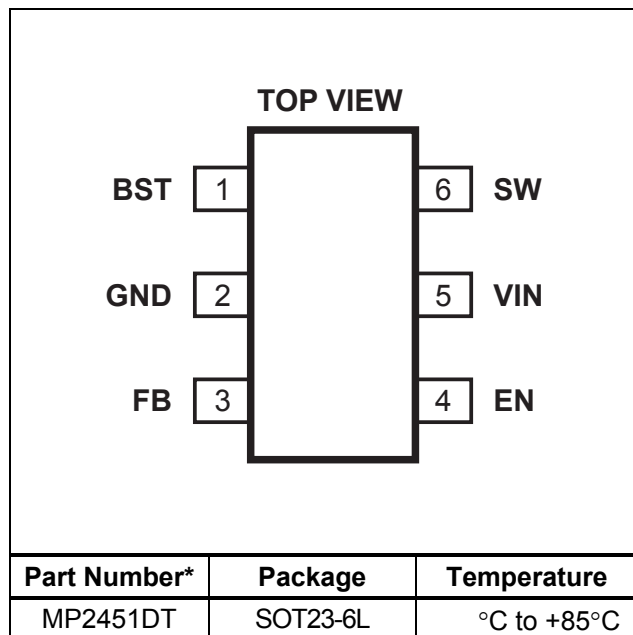 TOP VIEW
BST 1 6 SW
GND 2 5 VIN
FB 3 4 EN
Part Number* Package Temperature
MP2451DT SOT23-6L °C to +85°C